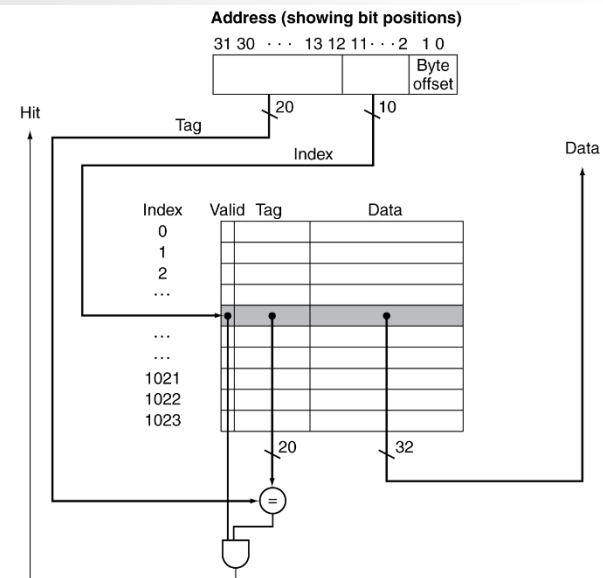 Address (showing bit positions)
31 30 · · · 13 12 11 · · · 2 1 0
Byte
offset
20
10
Hit
Tag
Index
Data
Index Valid Tag Data
0
1
2
...
...
...
1021
1022
1023
20
32
=